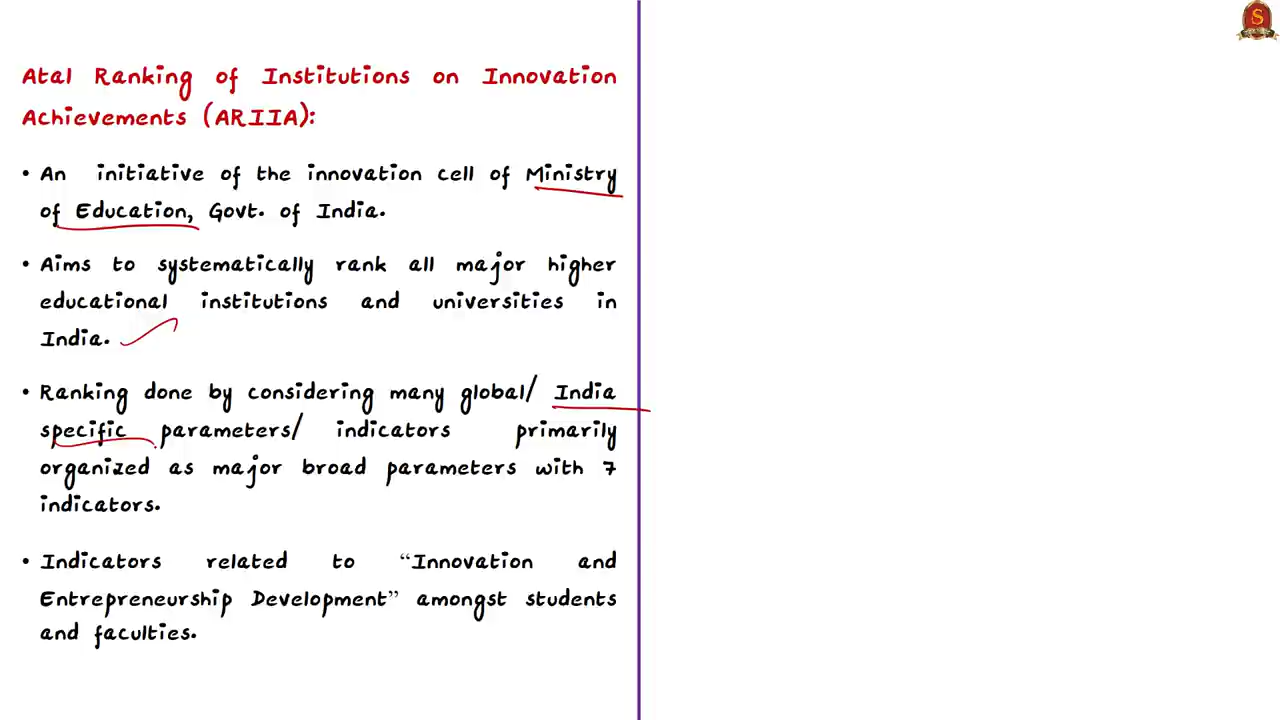 Atal Ranking of Institutions on Innovation
Achievements (ARIIA):
• An initiative of the innovation cell of Ministry
of Education, Govt. of India.
• Aims to systematically rank all major higher
educational institutions and universities in
India.
• Ranking done by considering many global/ India
specific parameters/ indicators primarily
organized as major broad parameters with 7
indicators.
• Indicators related to “Innovation and
Entrepreneurship Development” amongst students
and faculties.
S